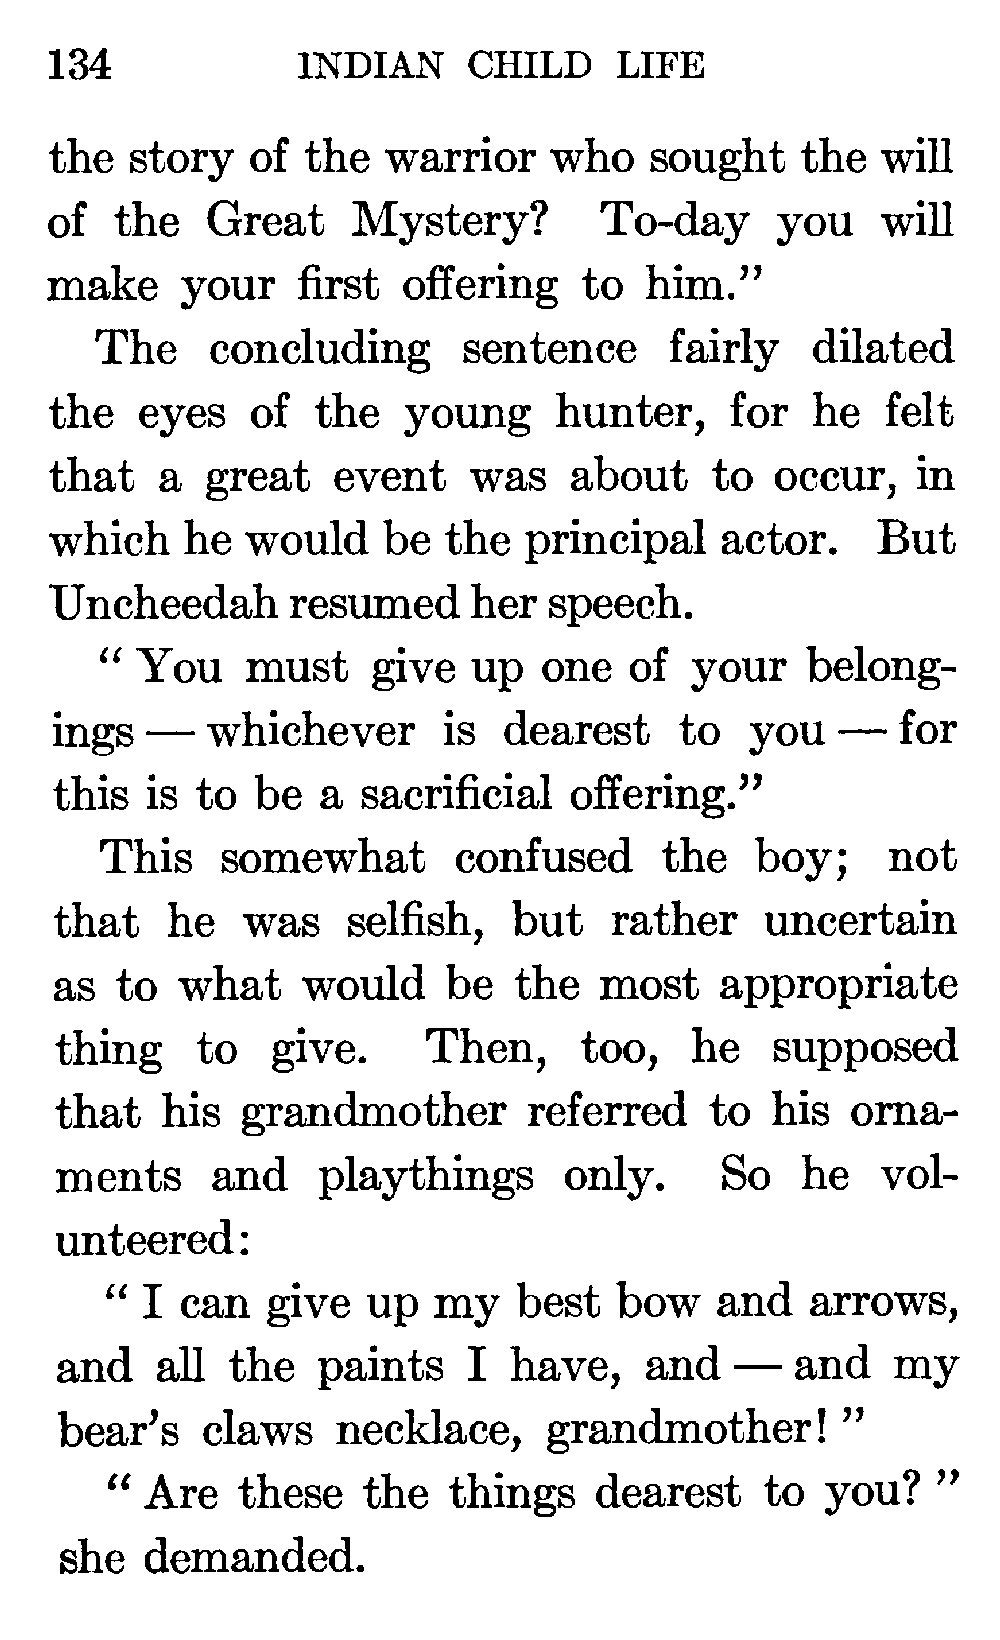 134 INDIAN CHILD LIFE
the story of the warrior who sought the will
of the Great Mystery? To-day you will
make your first offering to him."
The concluding sentence fairly dilated
the eyes of the young hunter, for he felt
that a great event was about to occur, in
which he would be the principal actor. But
Uncheedah resumed her speech.
" You must give up one of your belong-
ings — whichever is dearest to you — for
this is to be a sacrificial offering."
This somewhat confused the boy; not
that he was selfish, but rather uncertain
as to what would be the most appropriate
thing to give. Then, too, he supposed
that his grandmother referred to his orna-
ments and playthings only. So he vol-
unteered:
" I can give up my best bow and arrows,
and all the paints I have, and — and my
bear's claws necklace, grandmother! "
" Are these the things dearest to you? "
she demanded.